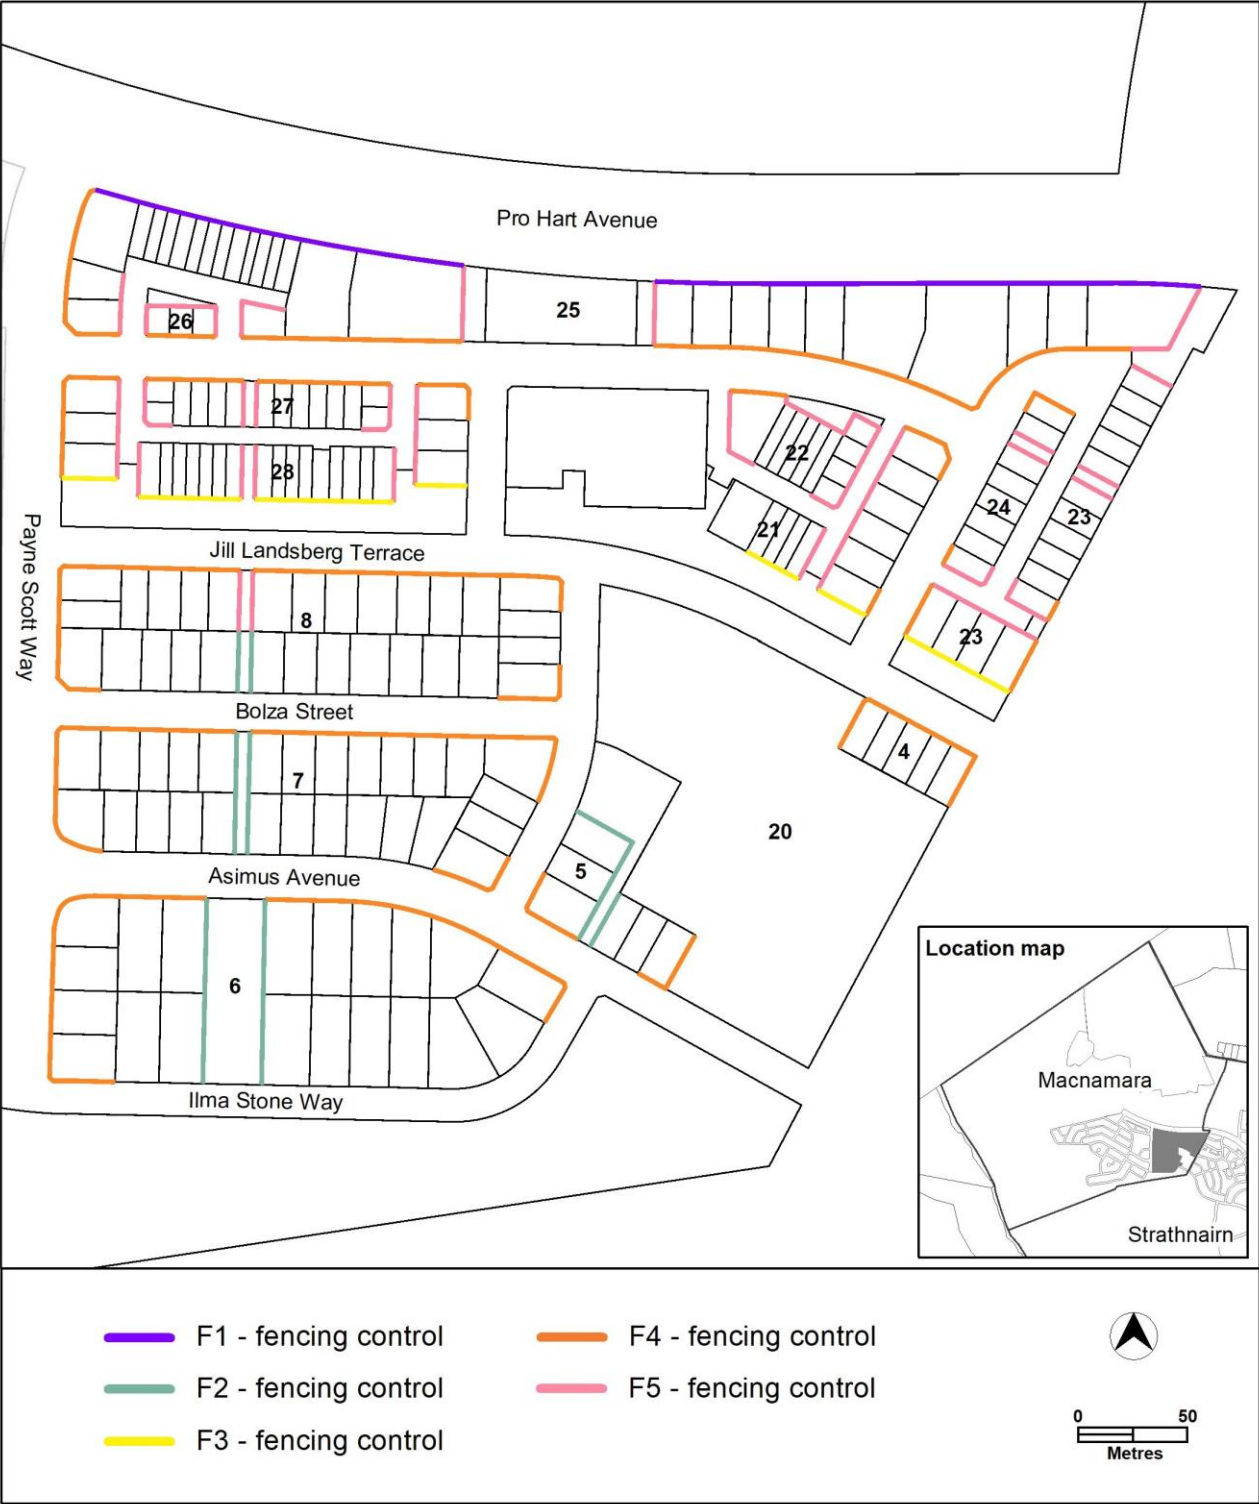 Pro Hart Avenue
25
26
27
22
28
24
23
21
Payne Scott Way
Jill Landsberg Terrace
8
23
Bolza Street
4
7
20
5
Asimus Avenue
6
Location map
Macnamara
Ilma Stone Way
Strathnairn
F1 - fencing control
F4 - fencing control
F2 - fencing control
F5 - fencing control
F3 - fencing control
0 50
Metres